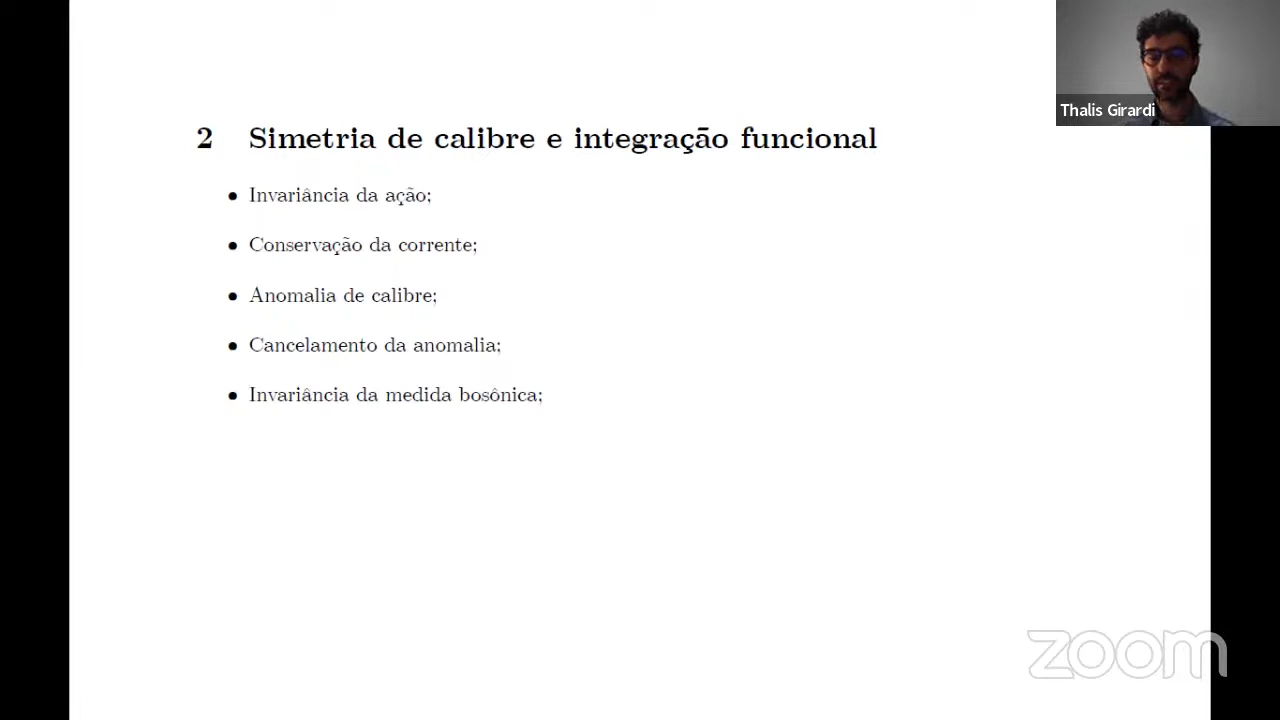 Thalis Girardi
2 Simetria de calibre e integração funcional
• Invariância da ação;
• Conservação da corrente;
• Anomalia de calibre;
• Cancelamento da anomalia;
• Invariância da medida bosônica;
zoom